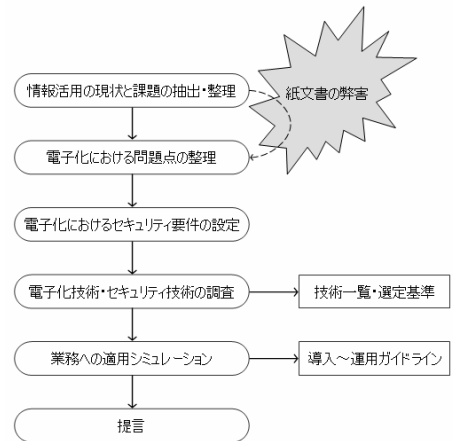 情報活用の現状と課題の抽出・整理
紙文書の弊害
電子化における問題点の整理
電子化におけるセキュリティ要件の設定
電子化技術・セキュリティ技術の調査
技術一覧・選定基準
業務への適用シミュレーション
導入～運用ガイドライン
提言